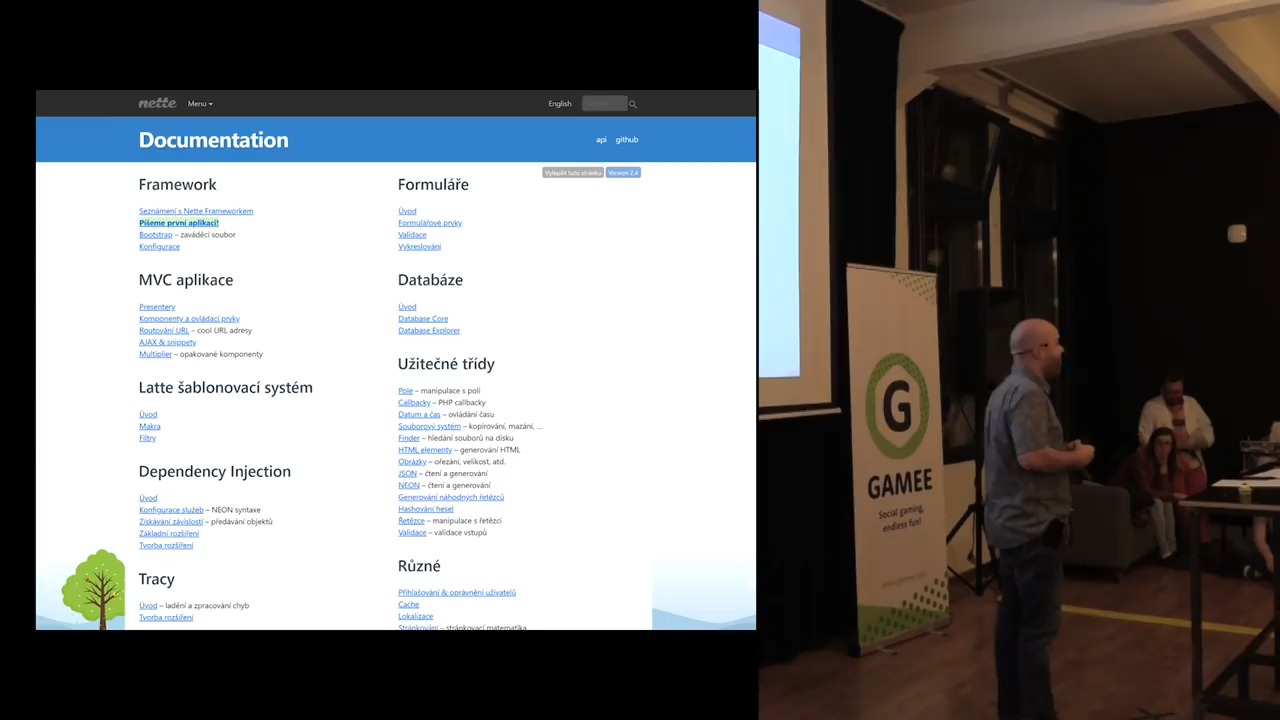 nette
Menu
English
Documentation
api
github
Vylepšit tuto stránku
Version 2.4
Framework
Seznámení s Nette Frameworkem
Píšeme první aplikaci!
Bootstrap – zaváděcí soubor
Konfigurace
MVC aplikace
Presentery
Komponenty a ovládací prvky
Routování URL – cool URL adresy
AJAX & snippety
Multiplier – opakované komponenty
Latte šablonovací systém
Úvod
Makra
Filtry
Dependency Injection
Úvod
Konfigurace služeb – NEON syntaxe
Získávání závislostí – předávání objektů
Základní rozšíření
Tvorba rozšíření
Tracy
Úvod – ladění a zpracování chyb
Tvorba rozšíření
Formuláře
Úvod
Formulářové prvky
Validace
Vykreslování
Databáze
Úvod
Database Core
Database Explorer
Užitečné třídy
Pole – manipulace s poli
Callbacky – PHP callbacky
Datum a čas – ovládání času
Souborový systém – kopírování, mazání, ...
Finder – hledání souborů na disku
HTML elementy – generování HTML
Obrázky – ořezání, velikost, atd.
JSON – čtení a generování
NEON – čtení a generování
Generování náhodných řetězců
Hashování hesel
Řetězce – manipulace s řetězci
Validace – validace vstupů
Různé
Přihlašování & oprávnění uživatelů
Cache
Lokalizace
Stránkování – stránkovací matematika
G
GAMEE
Social gaming,
endless fun!